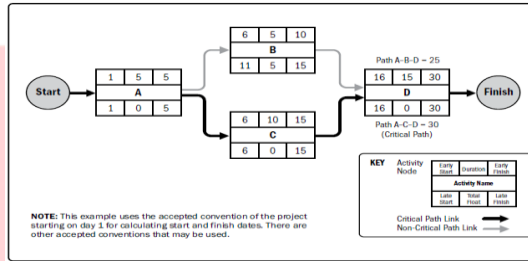 6 5 10
B
11 5 15
Path A-B-D = 25
Start
1 5 5
A
1 0 5
16 15 30
D
16 0 30
Finish
Path A-C-D = 30
(Critical Path)
6 10 15
C
6 0 15
KEY Activity Node
Early Start Duration Early Finish
Activity Name
Late Start Total Float Late Finish
Critical Path Link
Non-Critical Path Link
NOTE: This example uses the accepted convention of the project
starting on day 1 for calculating start and finish dates. There are
other accepted conventions that may be used.